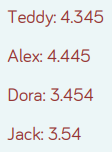 Teddy: 4.345
Alex: 4.445
Dora: 3.454
Jack: 3.54